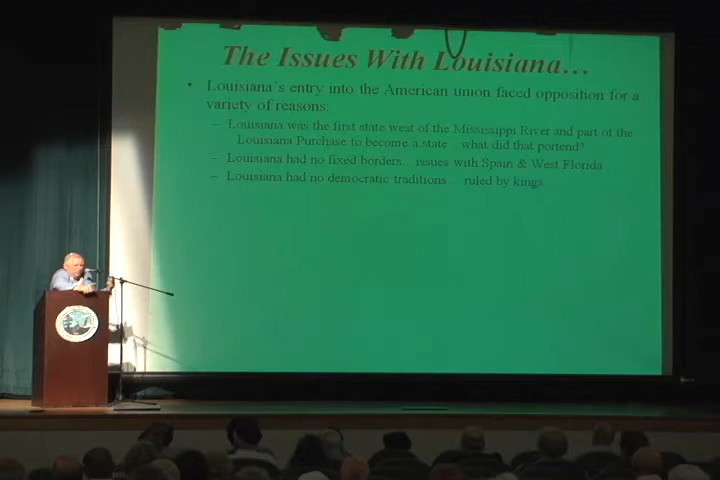 The Issues With Louisiana…
• Louisiana's entry into the American union faced opposition for a
variety of reasons:
– Louisiana was the first state west of the Mississippi River and part of the
Louisiana Purchase to become a state…what did that portend?
– Louisiana had no fixed borders…issues with Spain & West Florida
– Louisiana had no democratic traditions…ruled by kings